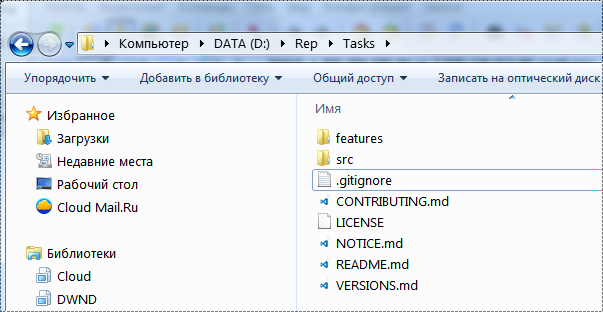 Компьютер ▸ DATA (D:) ▸ Rep ▸ Tasks ▸
Упорядочить Добавить в библиотеку Общий доступ Записать на оптический диск
Избранное
Загрузки
Недавние места
Рабочий стол
Cloud Mail.Ru
Библиотеки
Cloud
DWND
Имя
features
src
.gitignore
CONTRIBUTING.md
LICENSE
NOTICE.md
README.md
VERSIONS.md